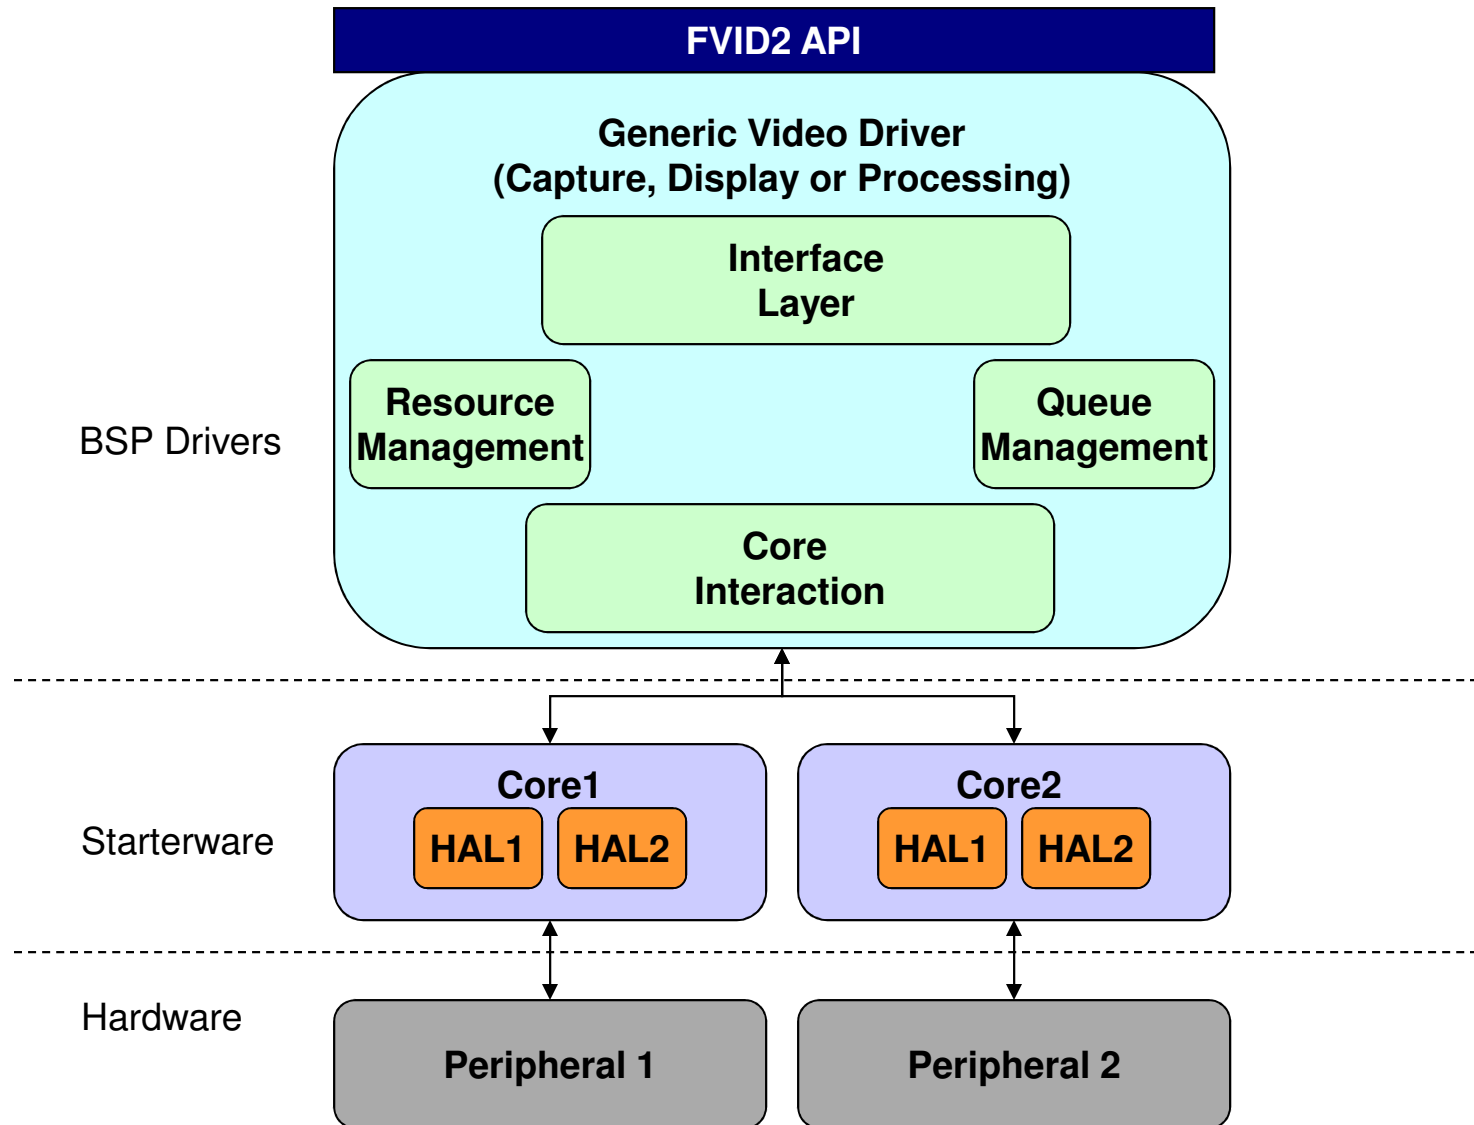 FVID2 API
Generic Video Driver
(Capture, Display or Processing)
Interface
Layer
Resource
Management
Queue
Management
BSP Drivers
Core
Interaction
Core1
HAL1 HAL2
Core2
HAL1 HAL2
Starterware
Hardware
Peripheral 1
Peripheral 2